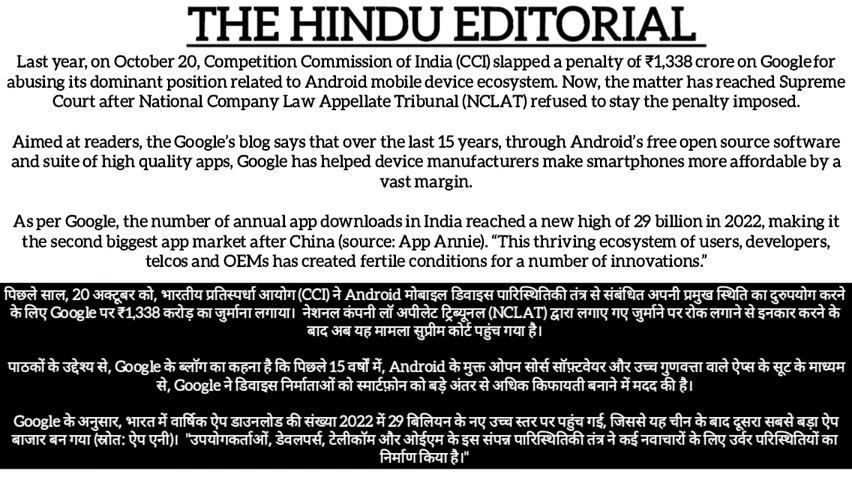 THE HINDU EDITORIAL
Last year, on October 20, Competition Commission of India (CCI) slapped a penalty of ₹1,338 crore on Google for
abusing its dominant position related to Android mobile device ecosystem. Now, the matter has reached Supreme
Court after National Company Law Appellate Tribunal (NCLAT) refused to stay the penalty imposed.
Aimed at readers, the Google's blog says that over the last 15 years, through Android's free open source software
and suite of high quality apps, Google has helped device manufacturers make smartphones more affordable by a
vast margin.
As per Google, the number of annual app downloads in India reached a new high of 29 billion in 2022, making it
the second biggest app market after China (source: App Annie). “This thriving ecosystem of users, developers,
telcos and OEMs has created fertile conditions for a number of innovations.”
पिछले साल, 20 अक्टूबर को, भारतीय प्रतिस्पर्धा आयोग (CCI) ने Android मोबाइल डिवाइस पारिस्थितिकी तंत्र से संबंधित अपनी प्रमुख स्थिति का दुरुपयोग करने
के लिए Google पर ₹1,338 करोड़ का जुर्माना लगाया। नेशनल कंपनी लॉ अपीलेट ट्रिब्यूनल (NCLAT) द्वारा लगाए गए जुर्माने पर रोक लगाने से इनकार करने के
बाद अब यह मामला सुप्रीम कोर्ट पहुंच गया है।
पाठकों के उद्देश्य से, Google के ब्लॉग का कहना है कि पिछले 15 वर्षों में, Android के मुक्त ओपन सोर्स सॉफ़्टवेयर और उच्च गुणवत्ता वाले ऐप्स के सूट के माध्यम
से, Google ने डिवाइस निर्माताओं को स्मार्टफ़ोन को बड़े अंतर से अधिक किफायती बनाने में मदद की है।
Google के अनुसार, भारत में वार्षिक ऐप डाउनलोड की संख्या 2022 में 29 बिलियन के नए उच्च स्तर पर पहुंच गई, जिससे यह चीन के बाद दूसरा सबसे बड़ा ऐप
बाजार बन गया (स्रोत: ऐप एनी)। "उपयोगकर्ताओं, डेवलपर्स, टेलीकॉम और ओईएम के इस संपन्न पारिस्थितिकी तंत्र ने कई नवाचारों के लिए उर्वर परिस्थितियों का
निर्माण किया है।"